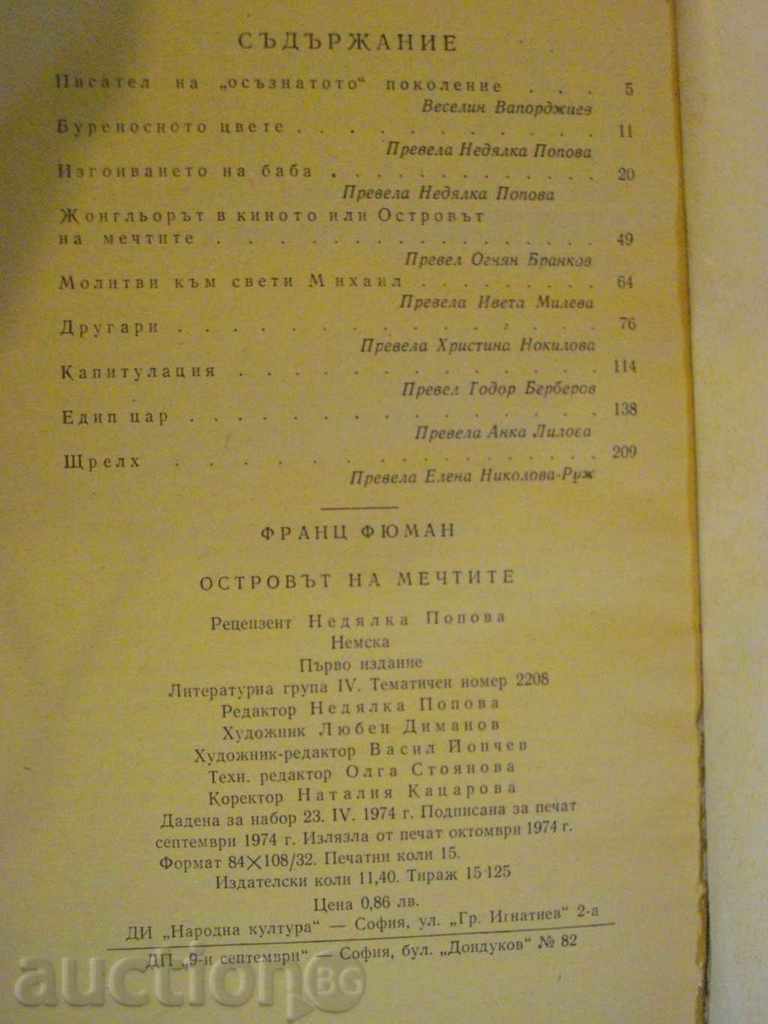 СЪДЪРЖАНИЕ
Писател на „осъзнатото“ поколение . . . 5
Веселин Вапорджиев
Буреносното цвете . . . . . . . . . . . 11
Превела Недялка Попова
Изгонването на баба . . . . . . . . . . . 20
Превела Недялка Попова
Жонгльорът в киното или Островът
на мечтите . . . . . . . . . . . . . . . 49
Превел Огнян Бранков
Молитви към свети Михаил . . . . . . . . 64
Превела Ивета Милева
Другари . . . . . . . . . . . . . . . . 76
Превела Христина Нокилова
Капитулация . . . . . . . . . . . . . . 114
Превел Тодор Берберов
Едип цар . . . . . . . . . . . . . . . . 138
Превела Анка Лилова
Щрелх . . . . . . . . . . . . . . . . . 209
Превела Елена Николова-Руж
ФРАНЦ ФЮМАН
ОСТРОВЪТ НА МЕЧТИТЕ
Рецензент Недялка Попова
Немска
Първо издание
Литературна група IV. Тематичен номер 2208
Редактор Недялка Попова
Художник Любен Диманов
Художник-редактор Васил Йончев
Техн. редактор Олга Стоянова
Коректор Наталия Кацарова
Дадена за набор 23. IV. 1974 г. Подписана за печат
септември 1974 г. Излязла от печат октомври 1974 г.
Формат 84×108/32. Печатни коли 15.
Издателски коли 11,40. Тираж 15 125
Цена 0,86 лв.
ДИ „Народна култура“ — София, ул. „Гр. Игнатиев“ 2-а
ДП „9-и септември“ — София, бул. „Дондуков“ № 82
auction BG